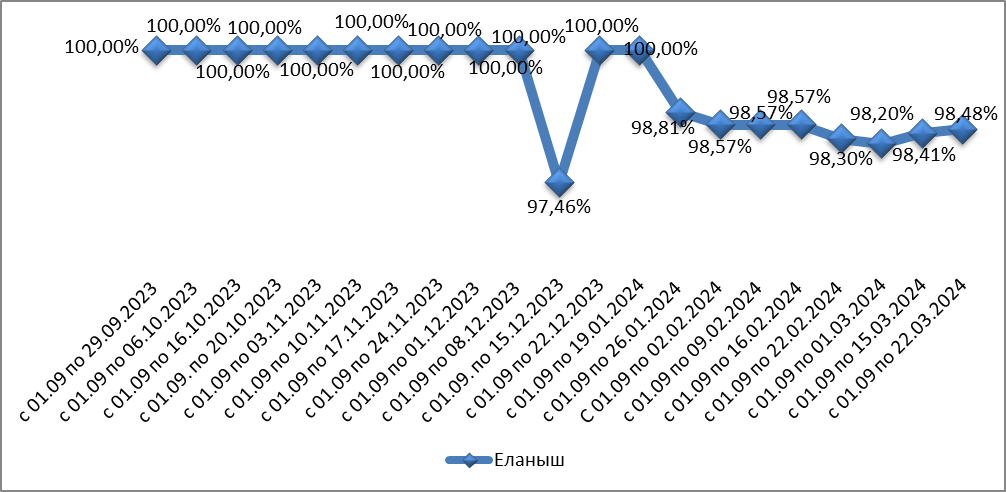 100,00%
100,00%
100,00%
100,00%
100,00%
100,00%
100,00%
100,00%
100,00%
100,00%
97,46%
100,00%
100,00%
98,81%
98,57%
98,57%
98,57%
98,30%
98,20%
98,41%
98,48%
с 01.09 по 29.09.2023
с 01.09 по 06.10.2023
с 01.09 по 16.10.2023
с 01.09. по 20.10.2023
с 01.09 по 03.11.2023
с 01.09 по 10.11.2023
с 01.09 по 17.11.2023
с 01.09 по 24.11.2023
с 01.09 по 01.12.2023
с 01.09 по 08.12.2023
с 01.09. по 15.12.2023
с 01.09 по 22.12.2023
с 01.09 по 19.01.2024
с 01.09 по 26.01.2024
С 01.09 по 02.02.2024
с 01.09 по 09.02.2024
с 01.09 по 16.02.2024
с 01.09 по 22.02.2024
с 01.09 по 01.03.2024
с 01.09 по 15.03.2024
с 01.09 по 22.03.2024
Еланыш